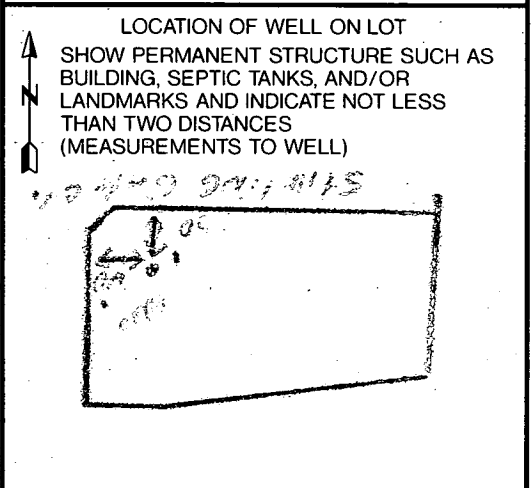 LOCATION OF WELL ON LOT
SHOW PERMANENT STRUCTURE SUCH AS
BUILDING, SEPTIC TANKS, AND/OR
LANDMARKS AND INDICATE NOT LESS
THAN TWO DISTANCES
(MEASUREMENTS TO WELL)
N